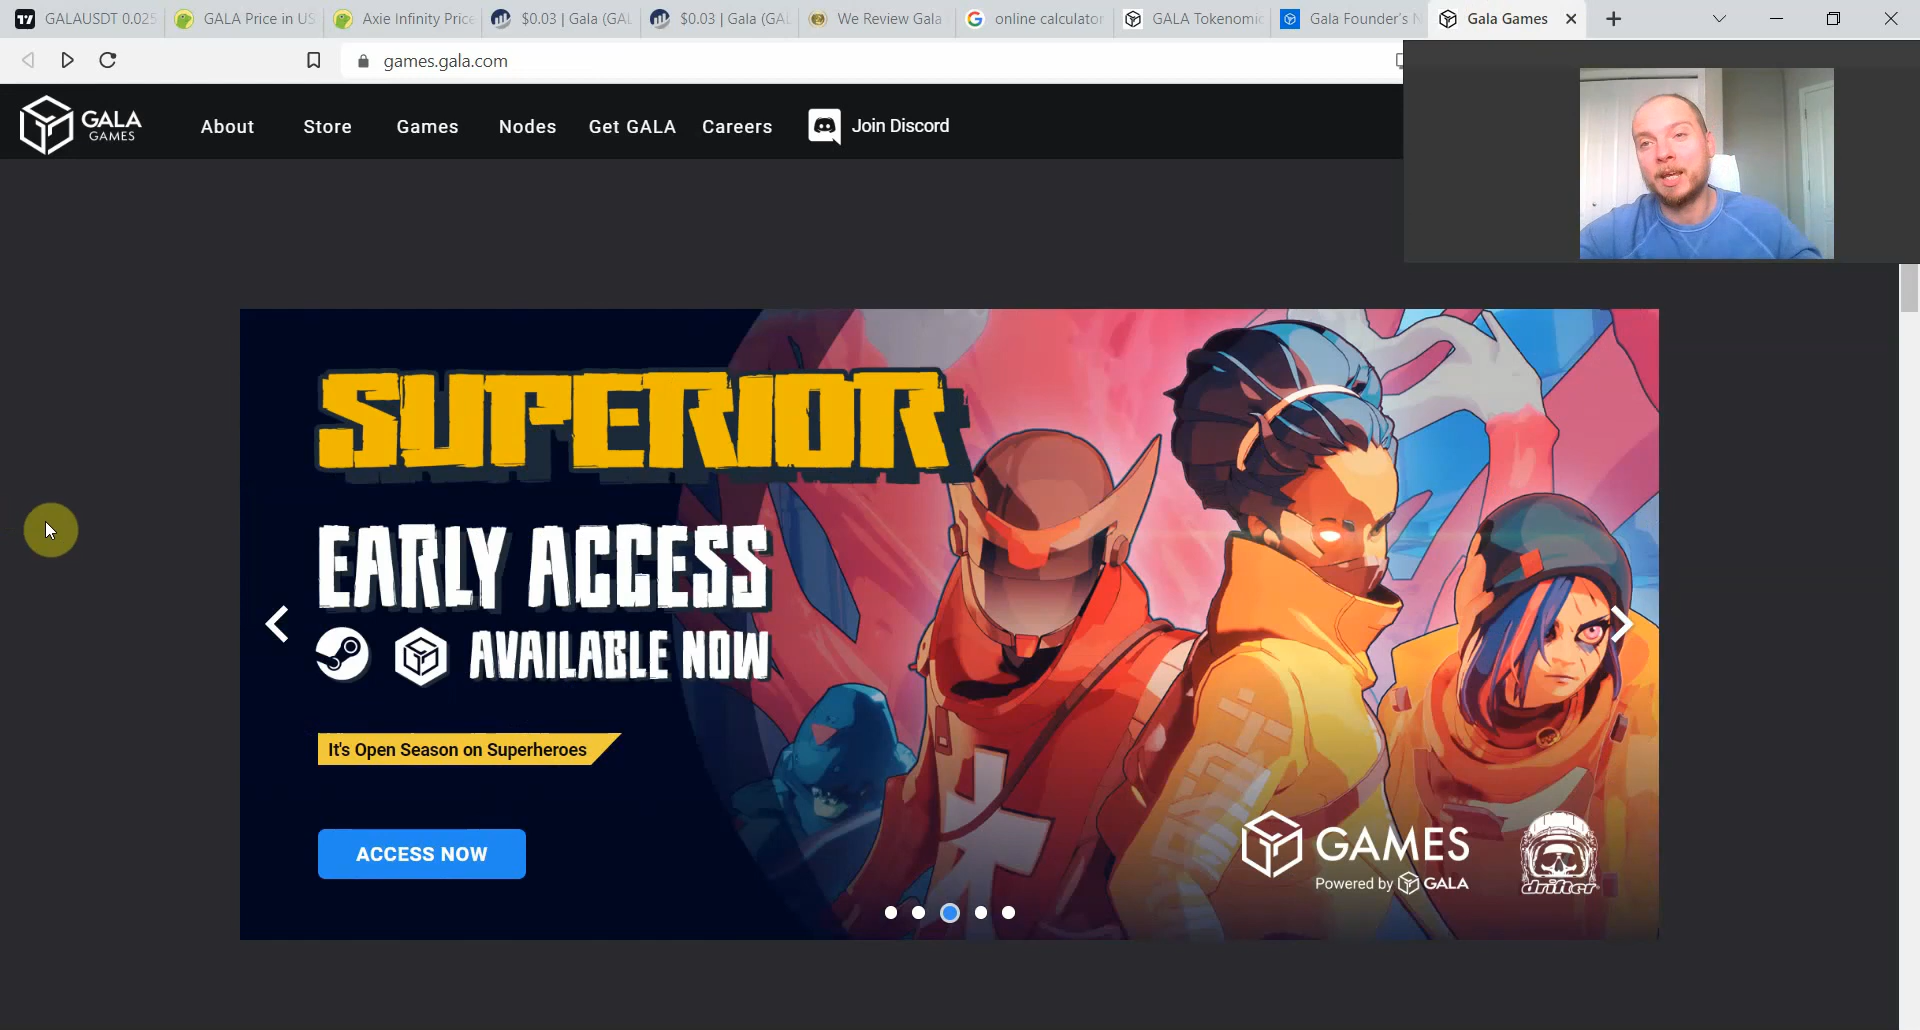 GALAUSDT 0.025
GALA Price in US
Axie Infinity Price
$0.03 | Gala (GAL
$0.03 | Gala (GAL
We Review Gala
online calculator
GALA Tokenomic
Gala Founder's N
Gala Games
games.gala.com
GALA
GAMES
About
Store
Games
Nodes
Get GALA
Careers
Join Discord
SUPERIOR
EARLY ACCESS
AVAILABLE NOW
It's Open Season on Superheroes
ACCESS NOW
GAMES
Powered by GALA
drifter